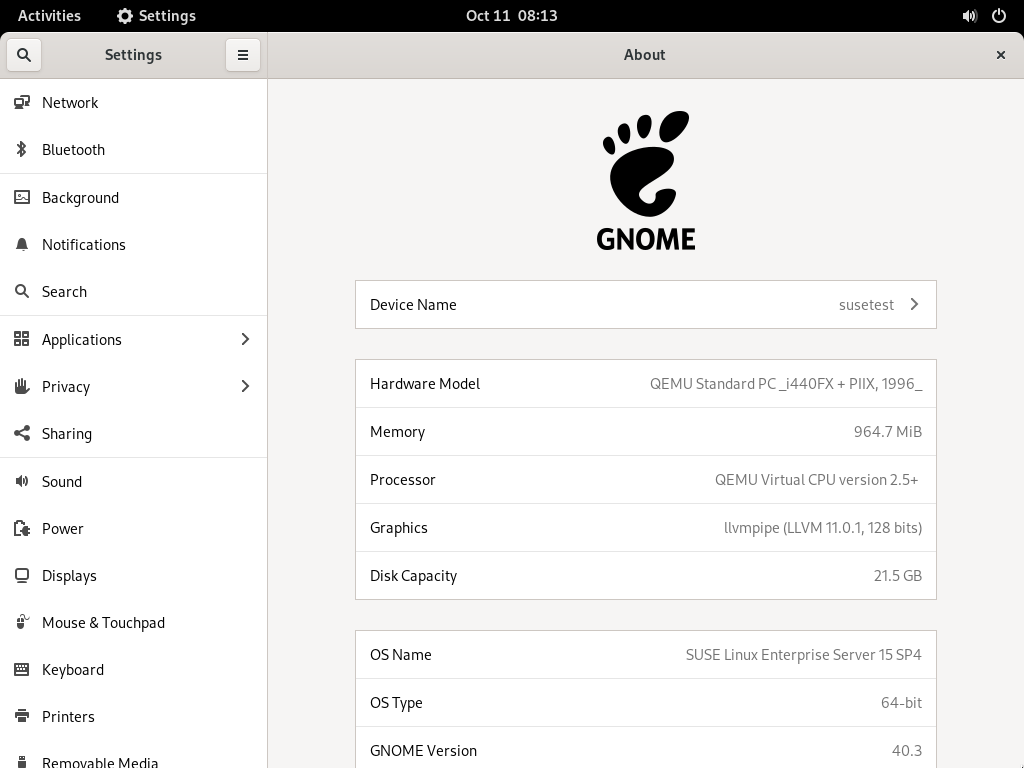 Activities Settings Oct 11 08:13
Settings About
Network
Bluetooth
Background
Notifications
Search
Applications
Privacy
Sharing
Sound
Power
Displays
Mouse & Touchpad
Keyboard
Printers
Removable Media
GNOME
Device Name susetest
Hardware Model QEMU Standard PC _i440FX + PIIX, 1996_
Memory 964.7 MiB
Processor QEMU Virtual CPU version 2.5+
Graphics llvmpipe (LLVM 11.0.1, 128 bits)
Disk Capacity 21.5 GB
OS Name SUSE Linux Enterprise Server 15 SP4
OS Type 64-bit
GNOME Version 40.3